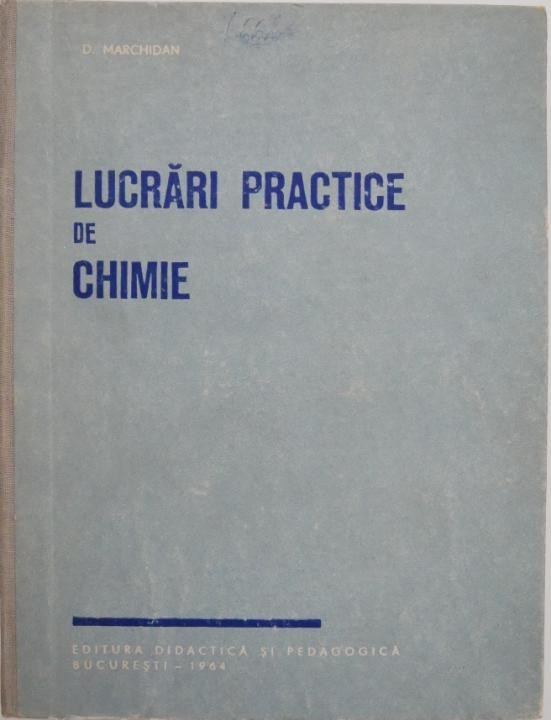 D. MARCHIDAN
LUCRĂRI PRACTICE
DE
CHIMIE
EDITURA DIDACTICĂ ȘI PEDAGOGICĂ
BUCUREȘTI – 1964